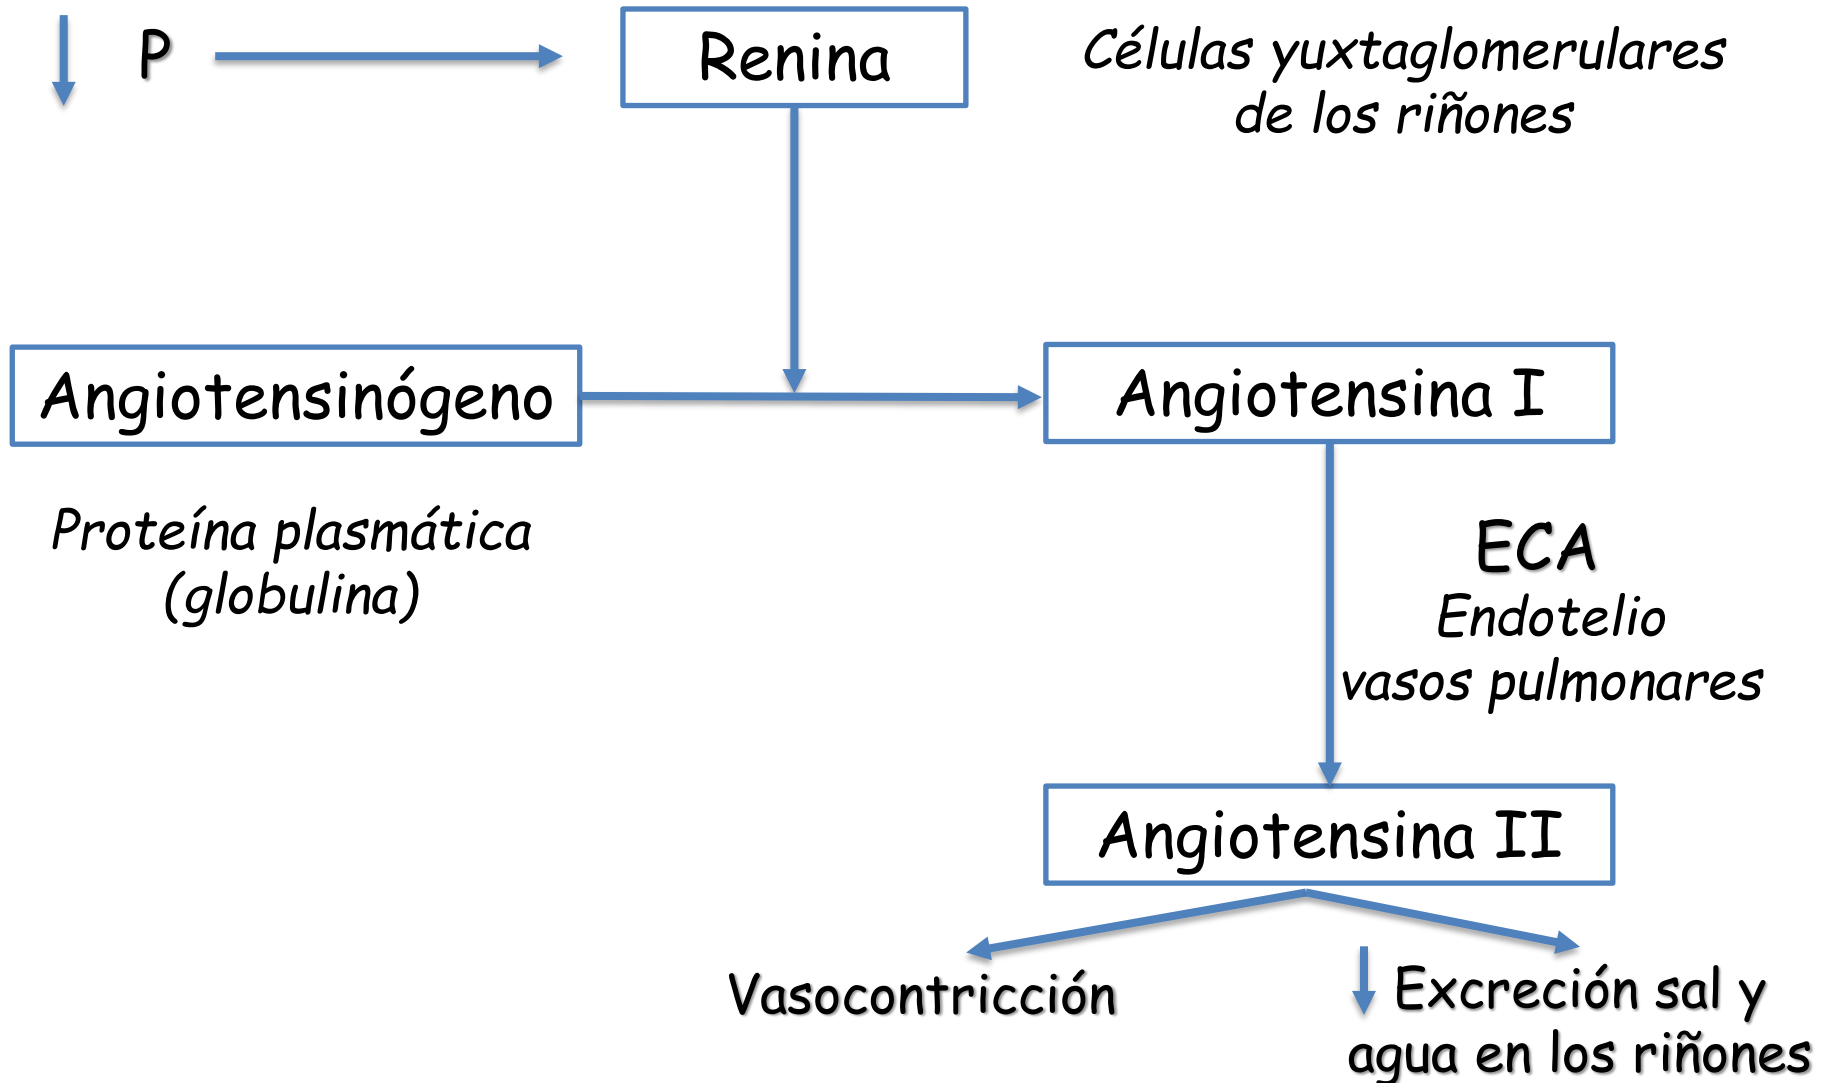 P
Renina
Células yuxtaglomerulares
de los riñones
Angiotensinógeno
Angiotensina I
Proteína plasmática
(globulina)
ECA
Endotelio
vasos pulmonares
Angiotensina II
Vasocontricción
Excreción sal y
agua en los riñones